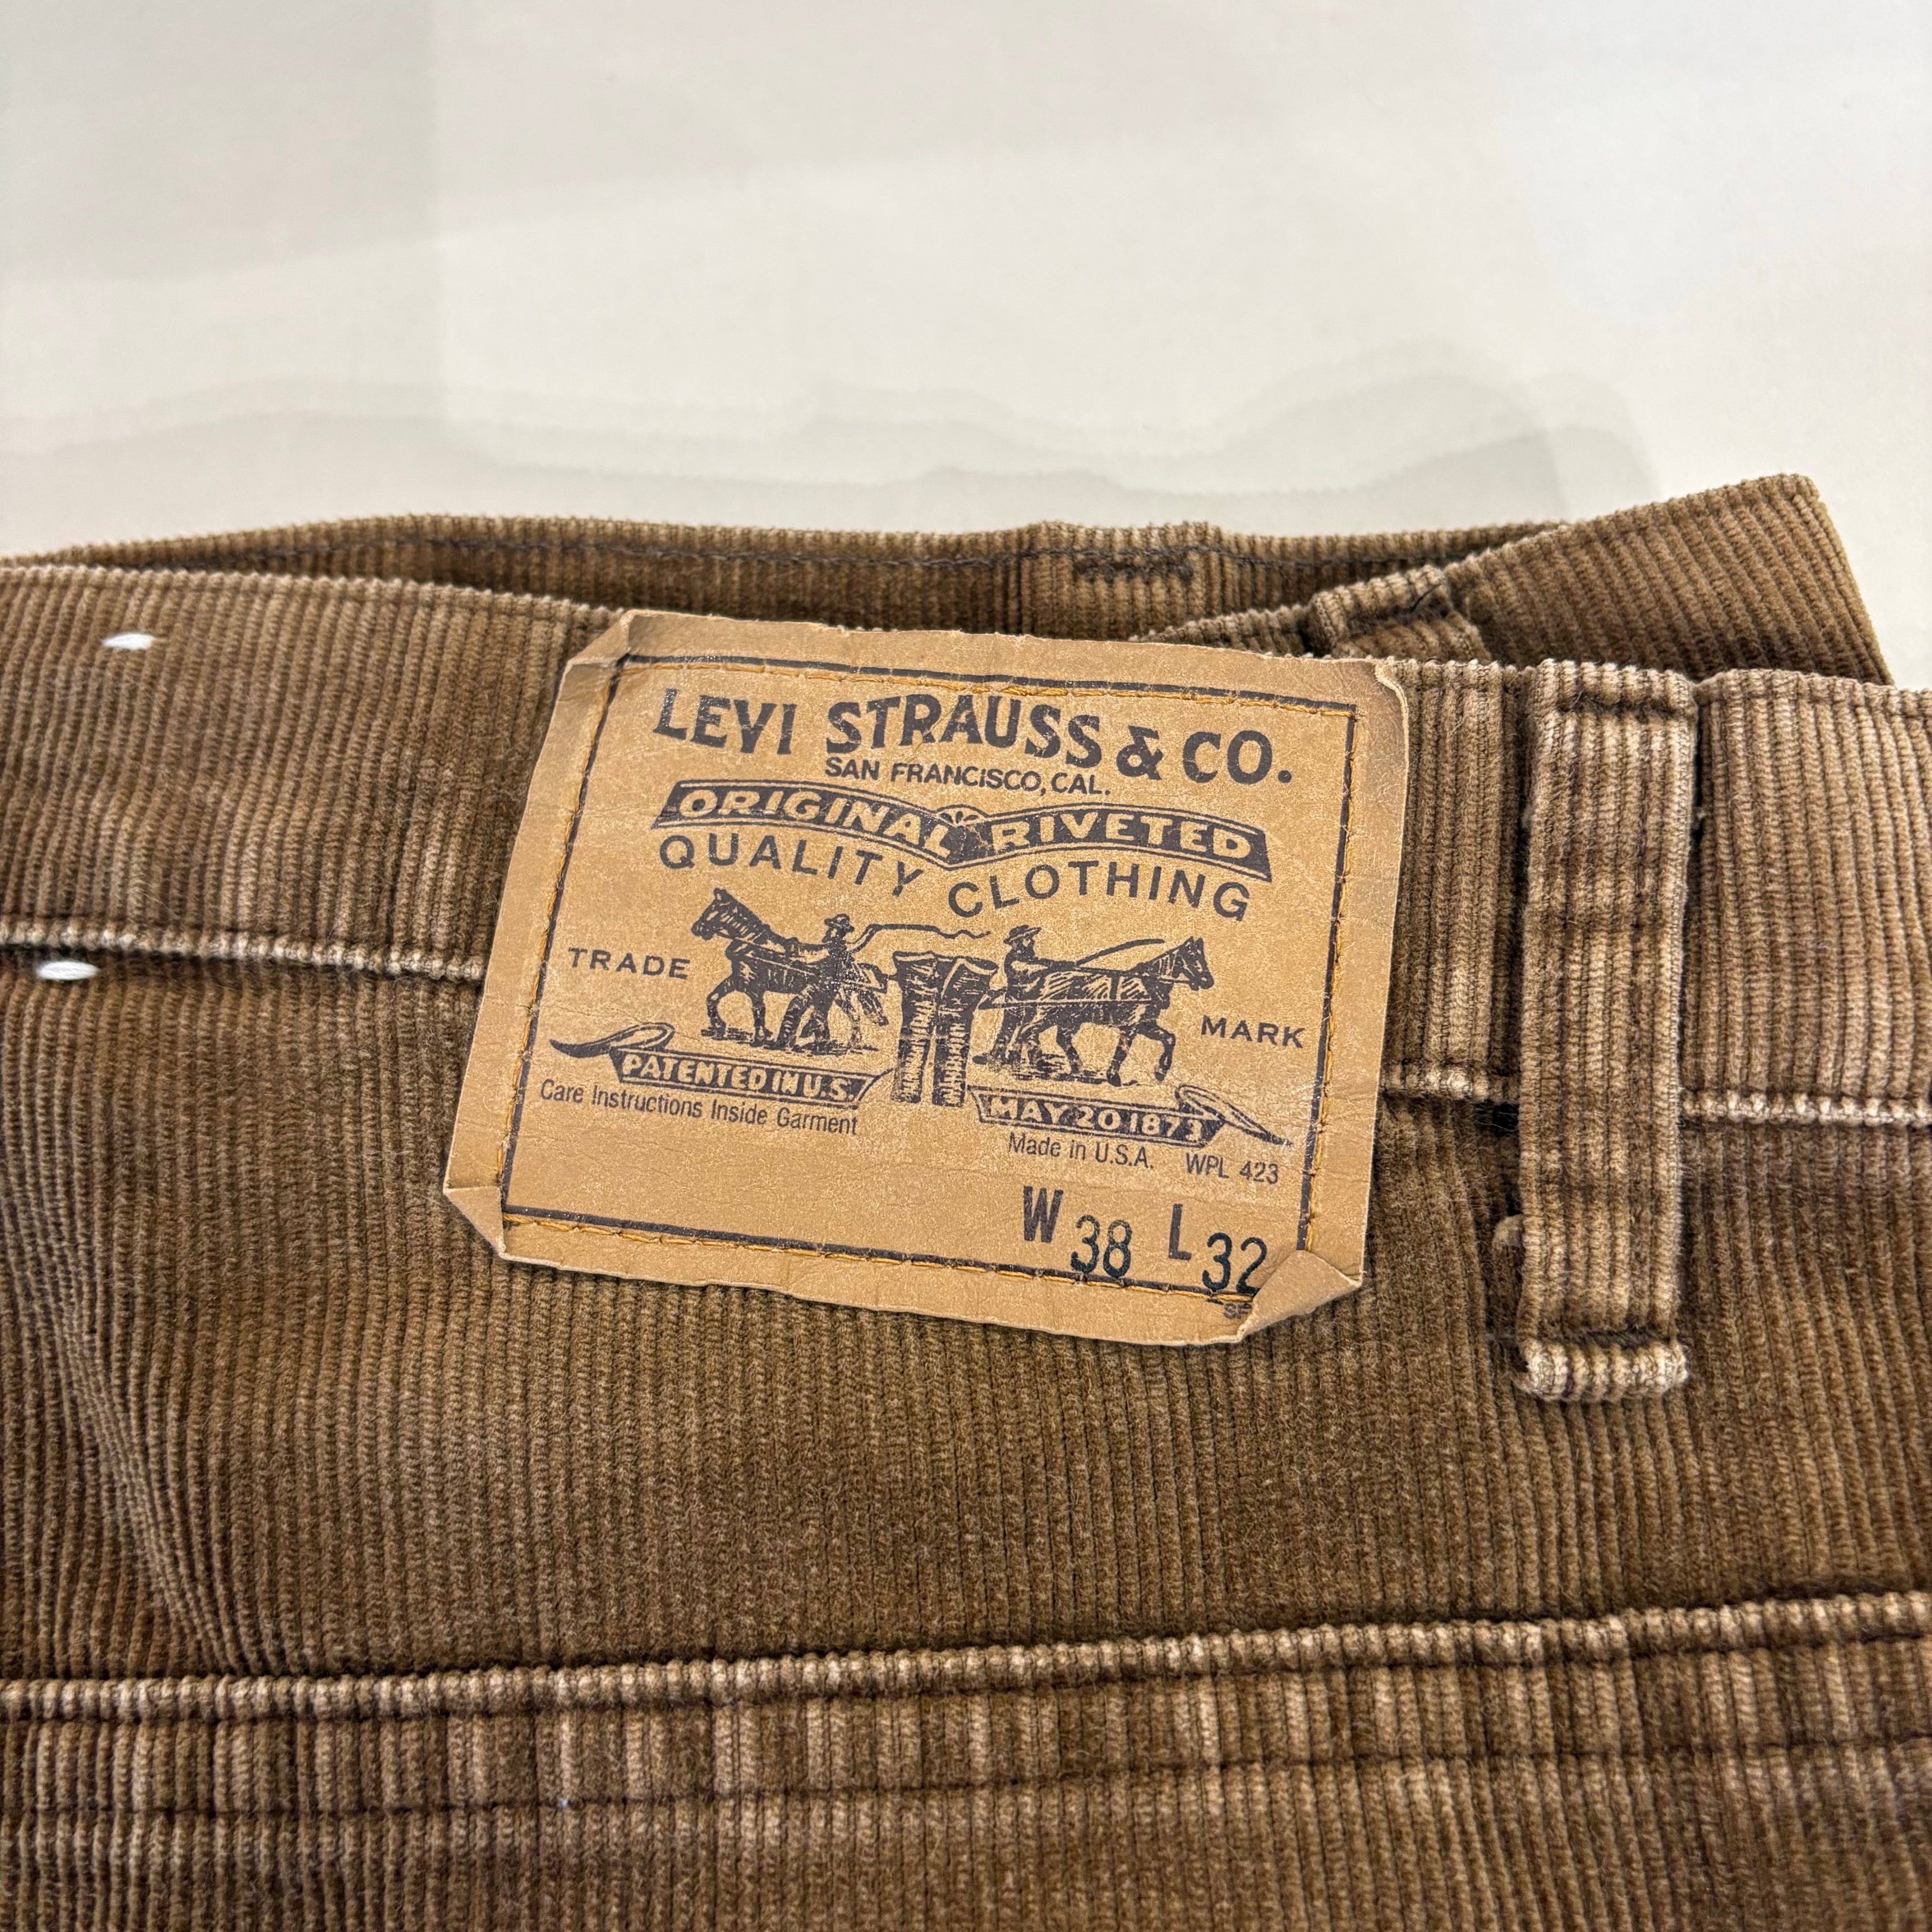 LEVI STRAUSS & CO.
SAN FRANCISCO, CAL.
ORIGINAL RIVETED
QUALITY CLOTHING
TRADE MARK
PATENTED IN U.S. MAY 20 1873
Care Instructions Inside Garment
Made in U.S.A. WPL 423
W 38 L 32